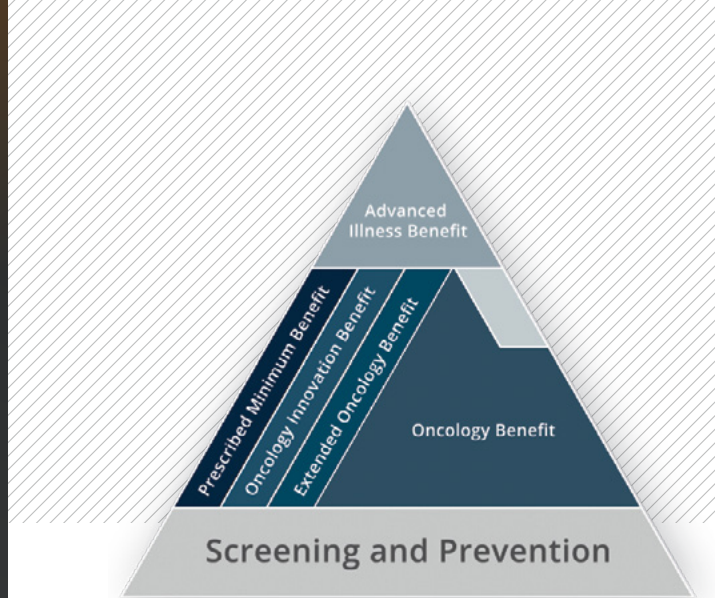 Advanced
Illness Benefit
Prescribed Minimum Benefit
Oncology Innovation Benefit
Extended Oncology Benefit
Oncology Benefit
Screening and Prevention